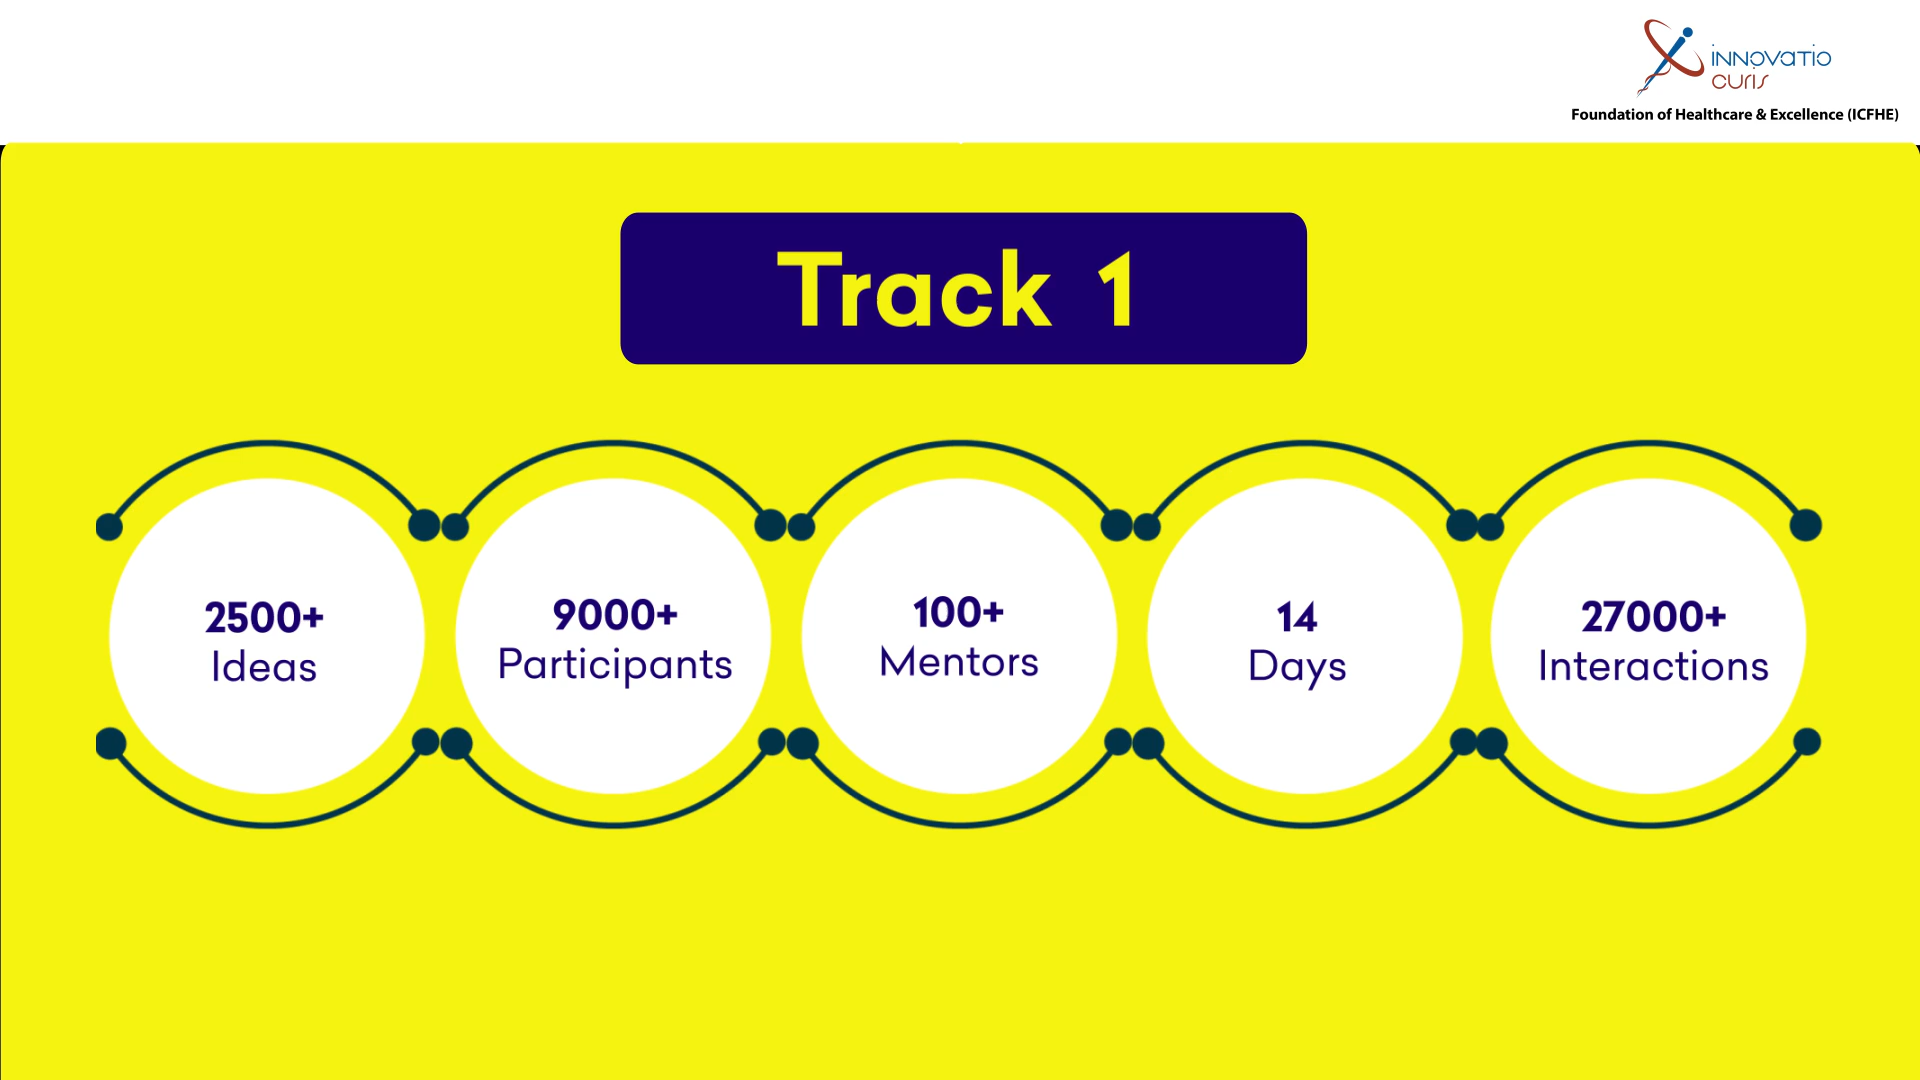 innovatio
curis
Foundation of Healthcare & Excellence (ICFHE)
Track 1
2500+
Ideas
9000+
Participants
100+
Mentors
14
Days
27000+
Interactions